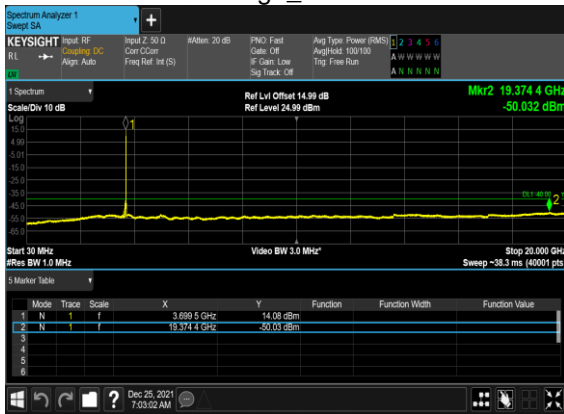 Spectrum Analyzer 1
Swept SA
KEYSIGHT Input: RF Input Z: 50 Ω #Atten: 20 dB PNO: Fast Avg Type: Power (RMS) 1 2 3 4 5 6
RL Coupling: DC Corr CCorr Gate: Off Avg|Hold: 100/100 A W W W W W
Align: Auto Freq Ref: Int (S) IF Gain: Low Trig: Free Run
Sig Track: Off A N N N N N
1 Spectrum Ref Lvl Offset 14.99 dB Mkr2 19.374 4 GHz
Scale/Div 10 dB Ref Level 24.99 dBm -50.032 dBm
Log
15.0
4.99
-5.01
-15.0
-25.0
-35.0
-45.0
-55.0
-65.0
1
2
Start 30 MHz Video BW 3.0 MHz* Stop 20.000 GHz
#Res BW 1.0 MHz Sweep ~38.3 ms (40001 pts)
5 Marker Table
Mode Trace Scale X Y Function Function Width Function Value
1 N 1 f 3.699 5 GHz 14.08 dBm
2 N 1 f 19.374 4 GHz -50.03 dBm
3
4
5
6
? Dec 25, 2021
7:03:02 AM